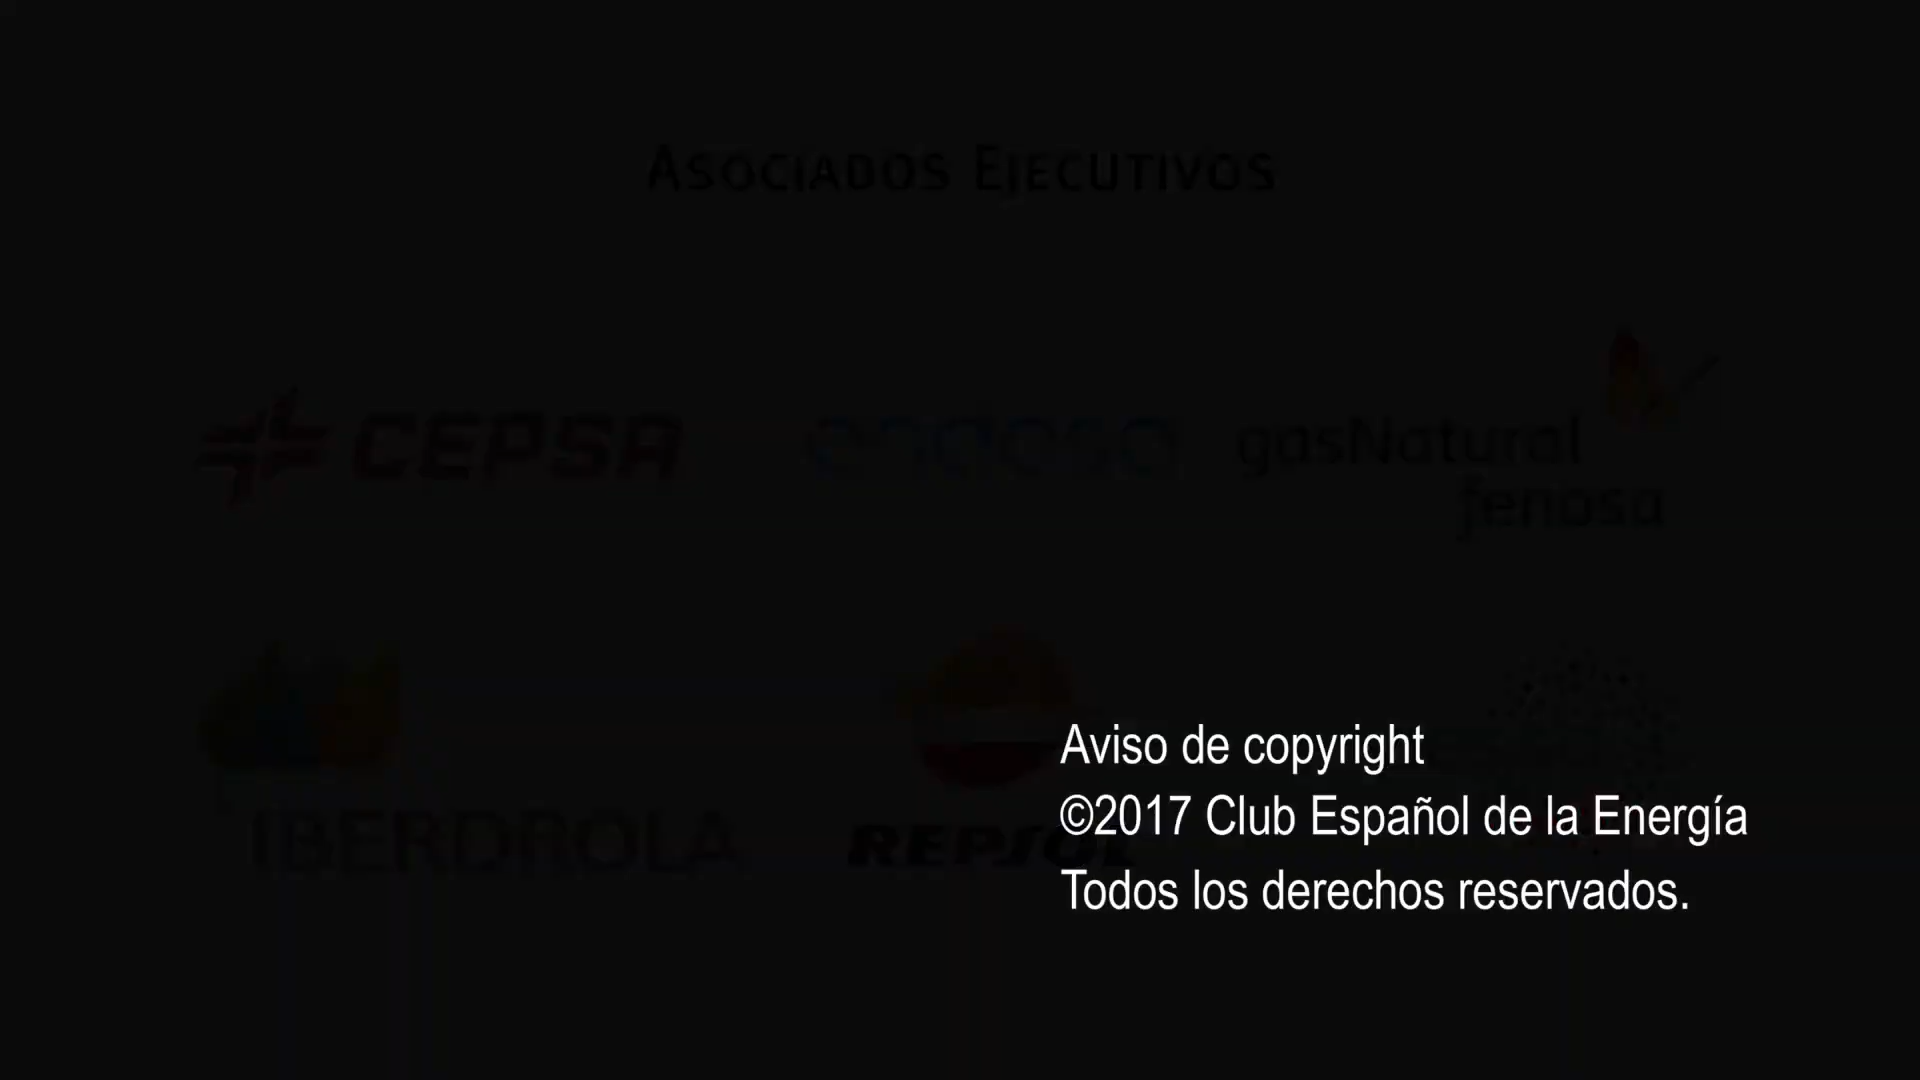 Asociados Ejecutivos
CEPSA
endesa
gasNatural
fenosa
IBERDROLA
REPSOL
Aviso de copyright
©2017 Club Español de la Energía
Todos los derechos reservados.